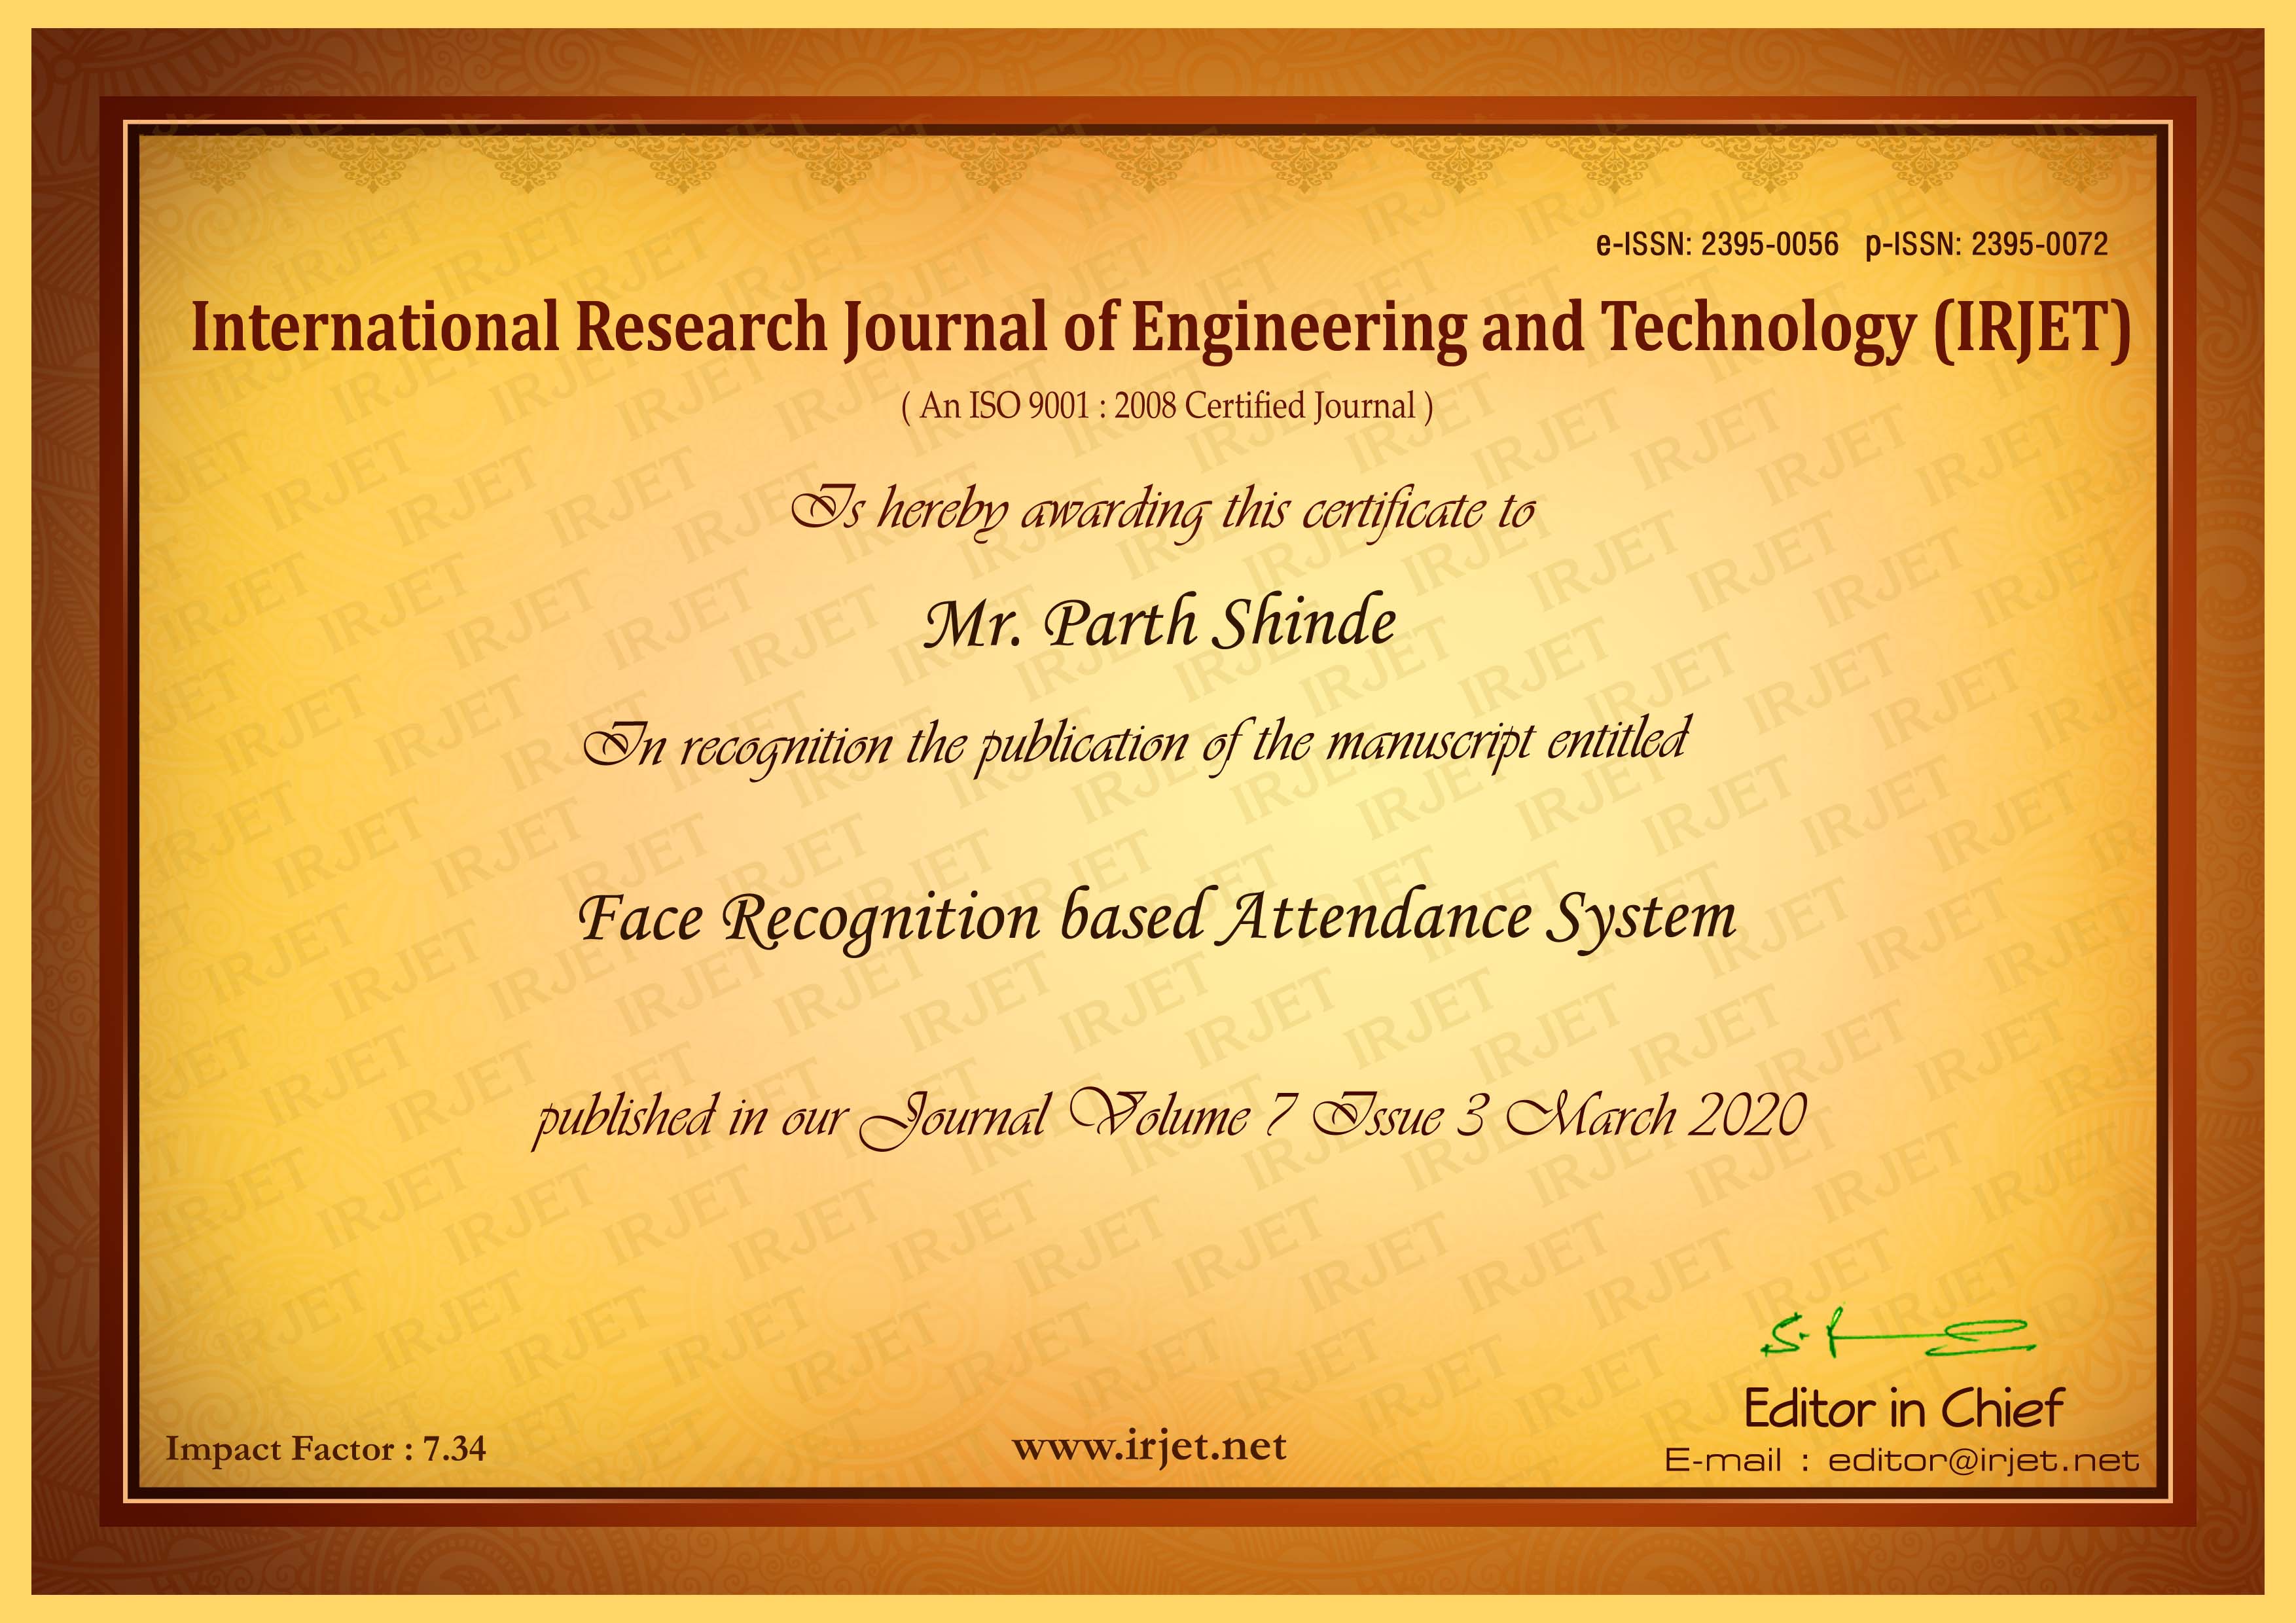 e-ISSN: 2395-0056 p-ISSN: 2395-0072
International Research Journal of Engineering and Technology (IRJET)
( An ISO 9001 : 2008 Certified Journal )
Is hereby awarding this certificate to
Mr. Parth Shinde
In recognition the publication of the manuscript entitled
Face Recognition based Attendance System
published in our Journal Volume 7 Issue 3 March 2020
Editor in Chief
Impact Factor : 7.34 www.irjet.net E-mail : editor@irjet.net